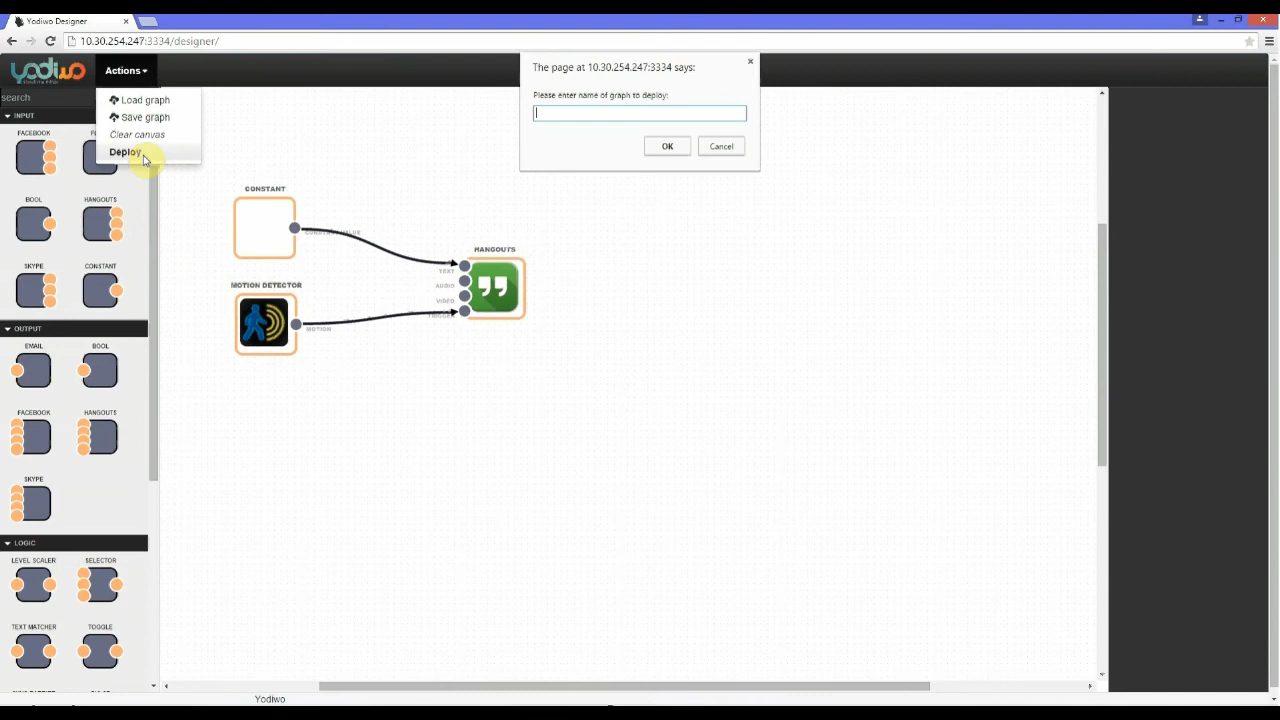 Yodiwo Designer
10.30.254.247:3334/designer/
yodiwo
Actions
search
Load graph
Save graph
Clear canvas
Deploy
The page at 10.30.254.247:3334 says:
Please enter name of graph to deploy:
OK
Cancel
INPUT
FACEBOOK
BOOL
HANGOUTS
SKYPE
CONSTANT
OUTPUT
EMAIL
BOOL
FACEBOOK
HANGOUTS
SKYPE
LOGIC
LEVEL SCALER
SELECTOR
TEXT MATCHER
TOGGLE
CONSTANT
MOTION DETECTOR
MOTION
HANGOUTS
TEXT
AUDIO
VIDEO
TRIGGER
Yodiwo